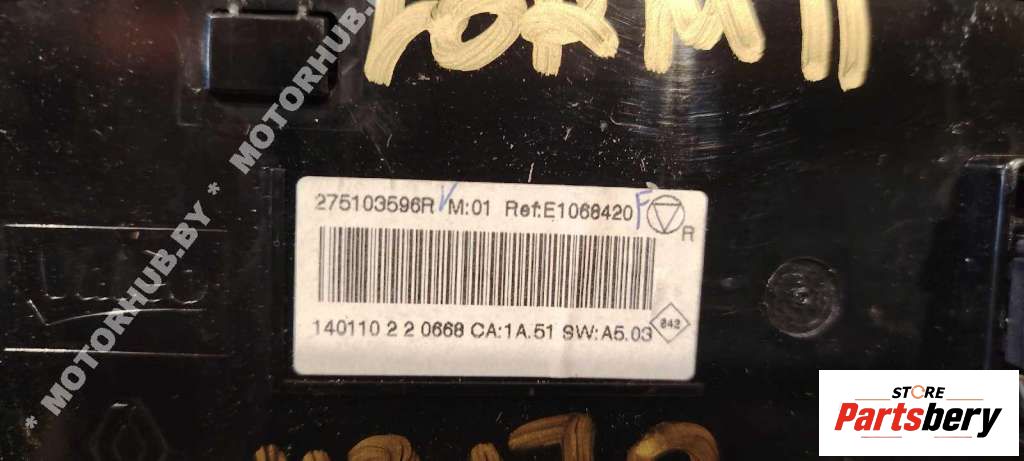 * MOTORHUB.BY * MOTORHUB.BY
275103596R V M:01 Ref:E1068420 F
R
140110 2 2 0668 CA:1A.51 SW:A5.03
842
STORE
Partsbery